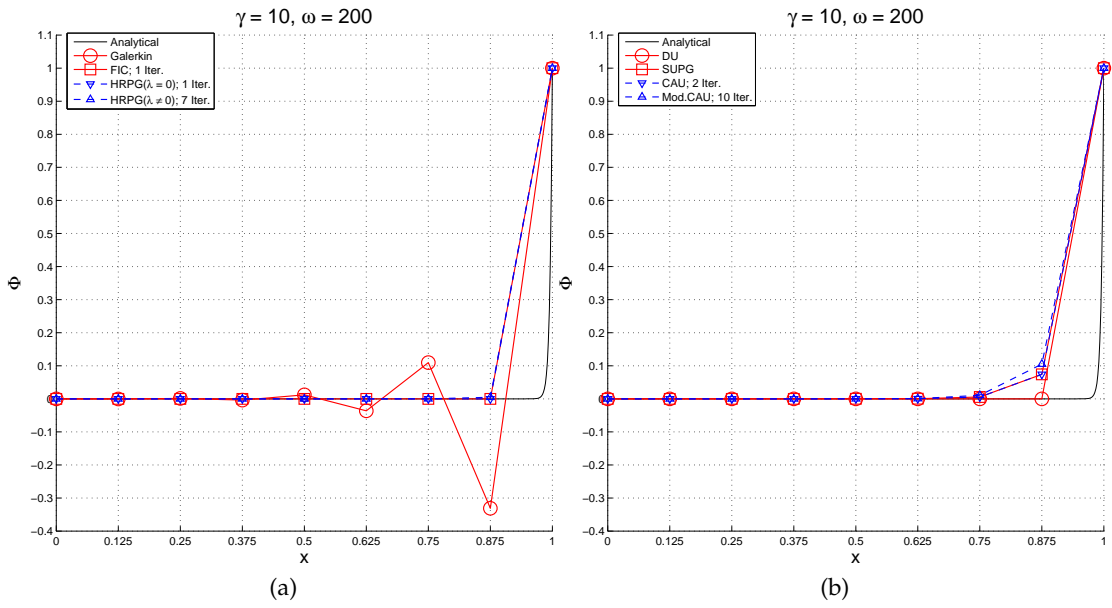 γ = 10, ω = 200
Analytical
Galerkin
FIC; 1 Iter.
HRPG(λ = 0); 1 Iter.
HRPG(λ ≠ 0); 7 Iter.
1.1
1
0.9
0.8
0.7
0.6
0.5
0.4
0.3
0.2
0.1
0
−0.1
−0.2
−0.3
−0.4
Φ
0 0.125 0.25 0.375 0.5 0.625 0.75 0.875 1
x
(a)
γ = 10, ω = 200
Analytical
DU
SUPG
CAU; 2 Iter.
Mod.CAU; 10 Iter.
1.1
1
0.9
0.8
0.7
0.6
0.5
0.4
0.3
0.2
0.1
0
−0.1
−0.2
−0.3
−0.4
Φ
0 0.125 0.25 0.375 0.5 0.625 0.75 0.875 1
x
(b)